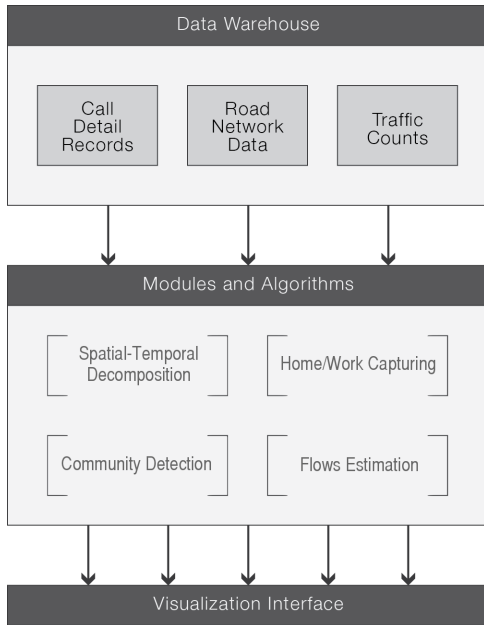 Data Warehouse
Call
Detail
Records
Road
Network
Data
Traffic
Counts
Modules and Algorithms
Spatial-Temporal
Decomposition
Home/Work Capturing
Community Detection
Flows Estimation
Visualization Interface